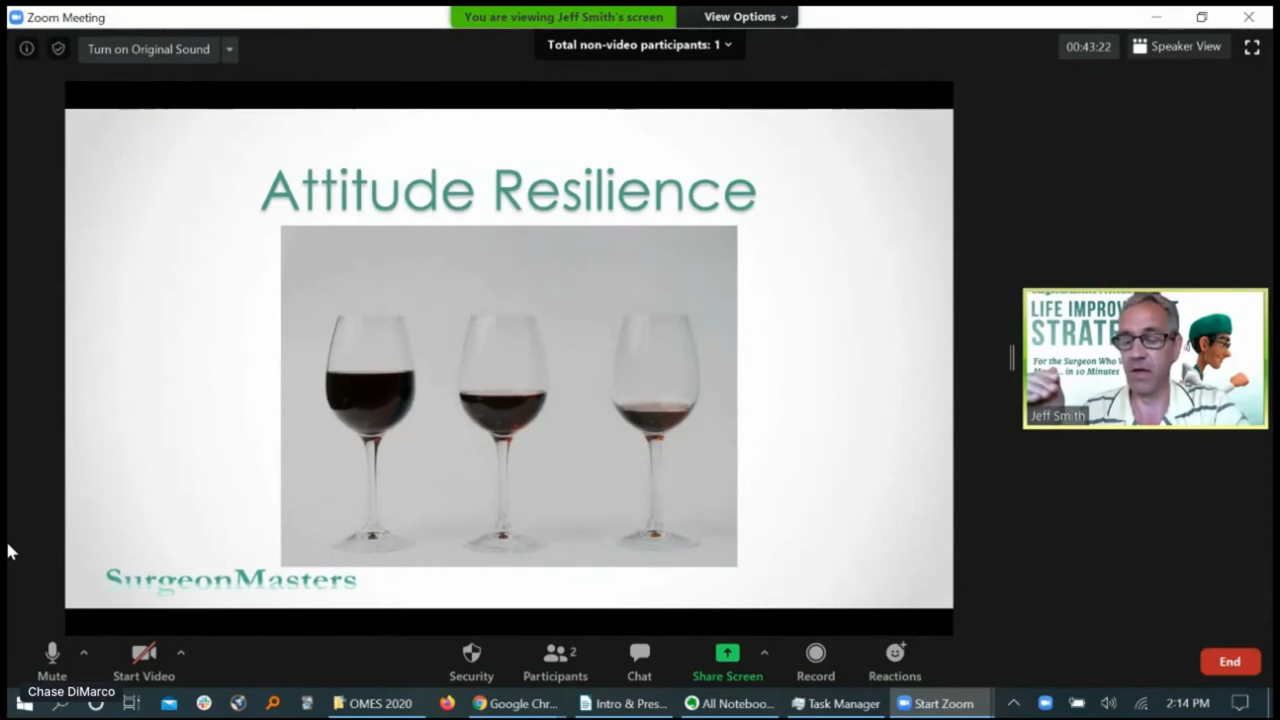 Zoom Meeting
You are viewing Jeff Smith's screen
View Options
Turn on Original Sound
Total non-video participants: 1
00:43:22
Speaker View
Attitude Resilience
LIFE IMPROV
STRATE
For the Surgeon Who
in 10 Minutes
Jeff Smith
SurgeonMasters
Mute
Start Video
Security
2
Participants
Chat
Share Screen
Record
Reactions
End
Chase DiMarco
OMES 2020
Google Chr...
Intro & Pres...
All Noteboo...
Task Manager
Start Zoom
2:14 PM